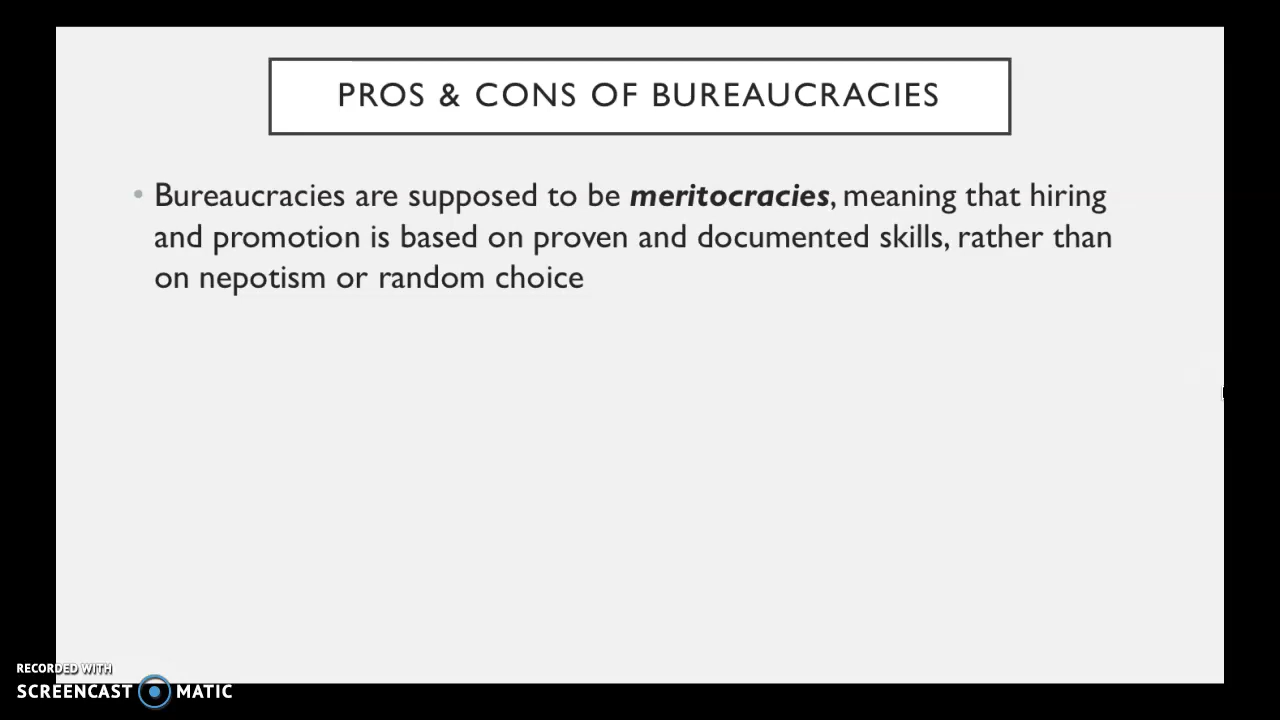 PROS & CONS OF BUREAUCRACIES
• Bureaucracies are supposed to be meritocracies, meaning that hiring
and promotion is based on proven and documented skills, rather than
on nepotism or random choice
RECORDED WITH
SCREENCAST MATIC